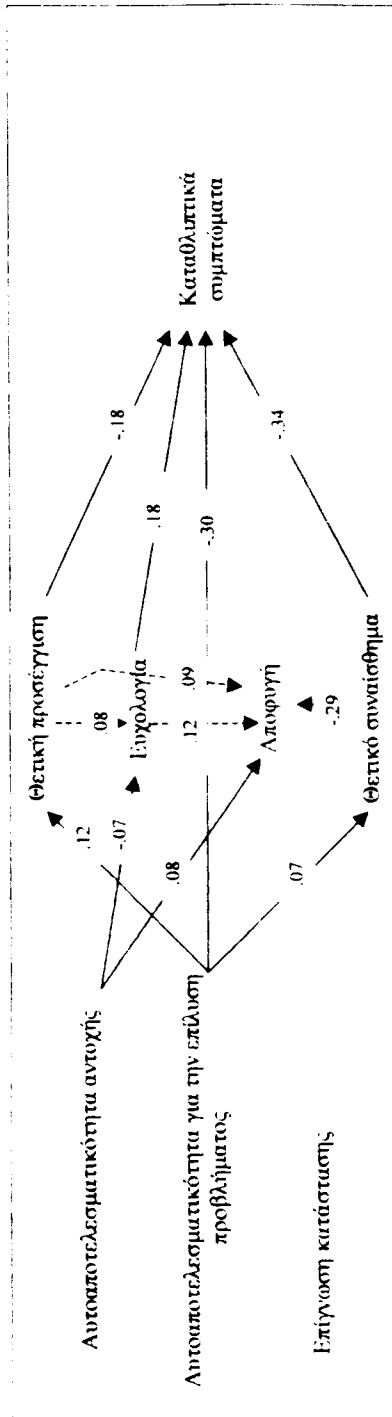 Αυτοαποτελεσματικότητα αντοχής
Αυτοαποτελεσματικότητα για την επίλυση
προβλήματος
Επίγνωση κατάστασης
Θετική προσέγγιση
Ευχολογία
Αποφυγή
Θετικό συναίσθημα
Καταθλιπτικά
συμπτώματα
.12
-.07
.08
.07
.08
.09
.12
-.29
-.18
.18
-.30
-.34